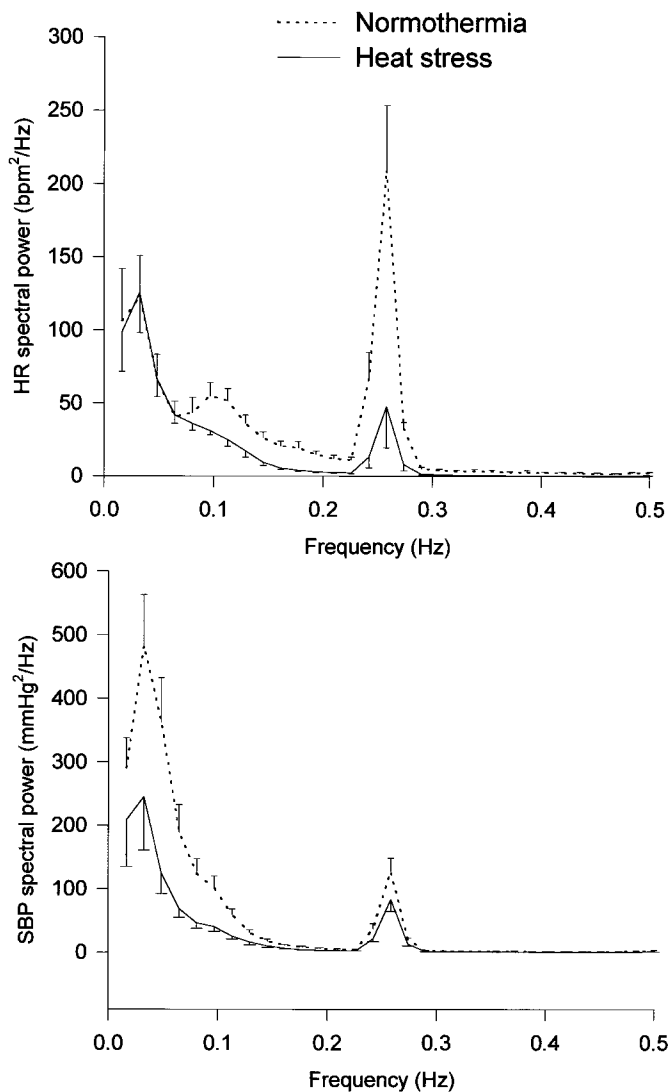 Normothermia
Heat stress
300
250
200
150
100
50
0
HR spectral power (bpm²/Hz)
0.0 0.1 0.2 0.3 0.4 0.5
Frequency (Hz)
600
500
400
300
200
100
0
SBP spectral power (mmHg²/Hz)
0.0 0.1 0.2 0.3 0.4 0.5
Frequency (Hz)